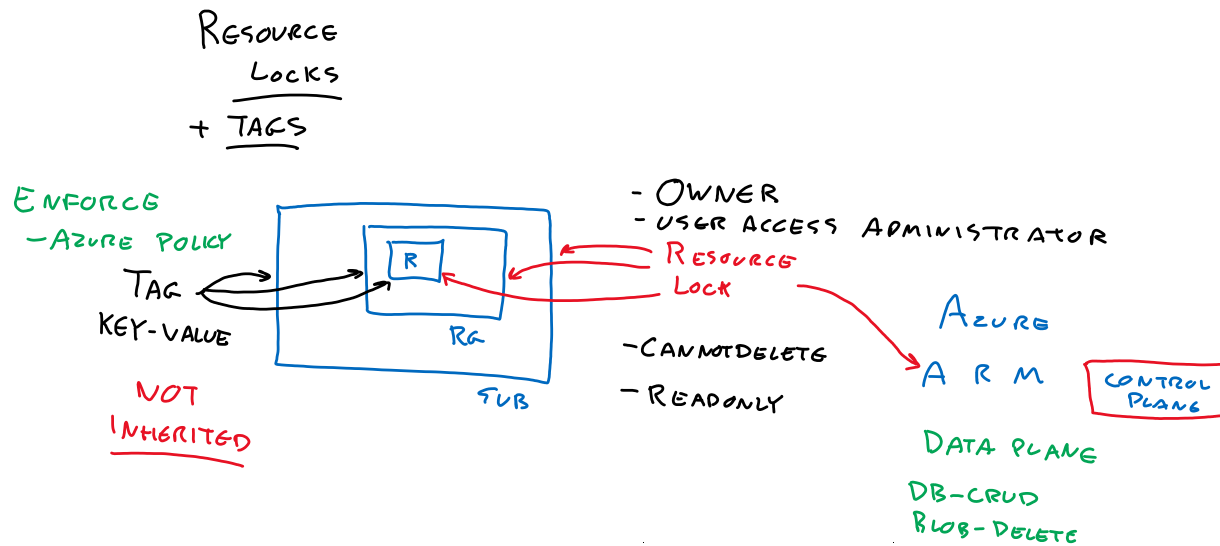 RESOURCE
LOCKS
+ TAGS
ENFORCE
- AZURE POLICY
TAG
KEY-VALUE
NOT
INHERITED
R
RG
SUB
- OWNER
- USER ACCESS ADMINISTRATOR
RESOURCE
LOCK
- CANNOTDELETE
- READONLY
AZURE
ARM
CONTROL
PLANE
DATA PLANE
DB-CRUD
BLOB-DELETE